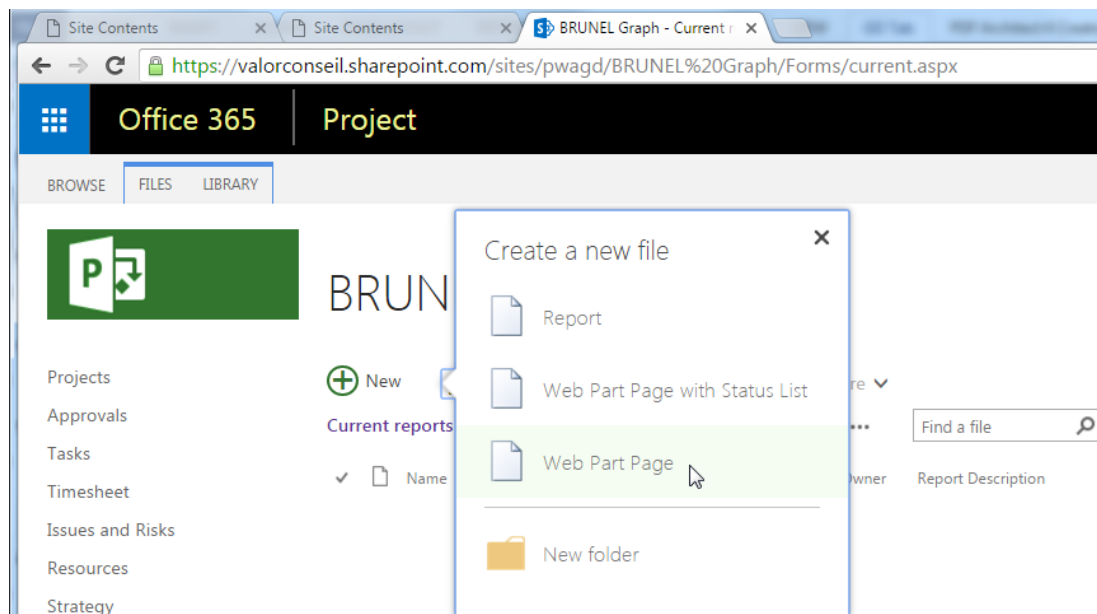 Site Contents
Site Contents
BRUNEL Graph - Current r
https://valorconseil.sharepoint.com/sites/pwagd/BRUNEL%20Graph/Forms/current.aspx
Office 365
Project
BROWSE
FILES
LIBRARY
Create a new file
P
BRUN
Report
Projects
New
Web Part Page with Status List
re
Approvals
Current reports
...
Find a file
Tasks
Web Part Page
Timesheet
Name
wner
Report Description
Issues and Risks
New folder
Resources
Strategy